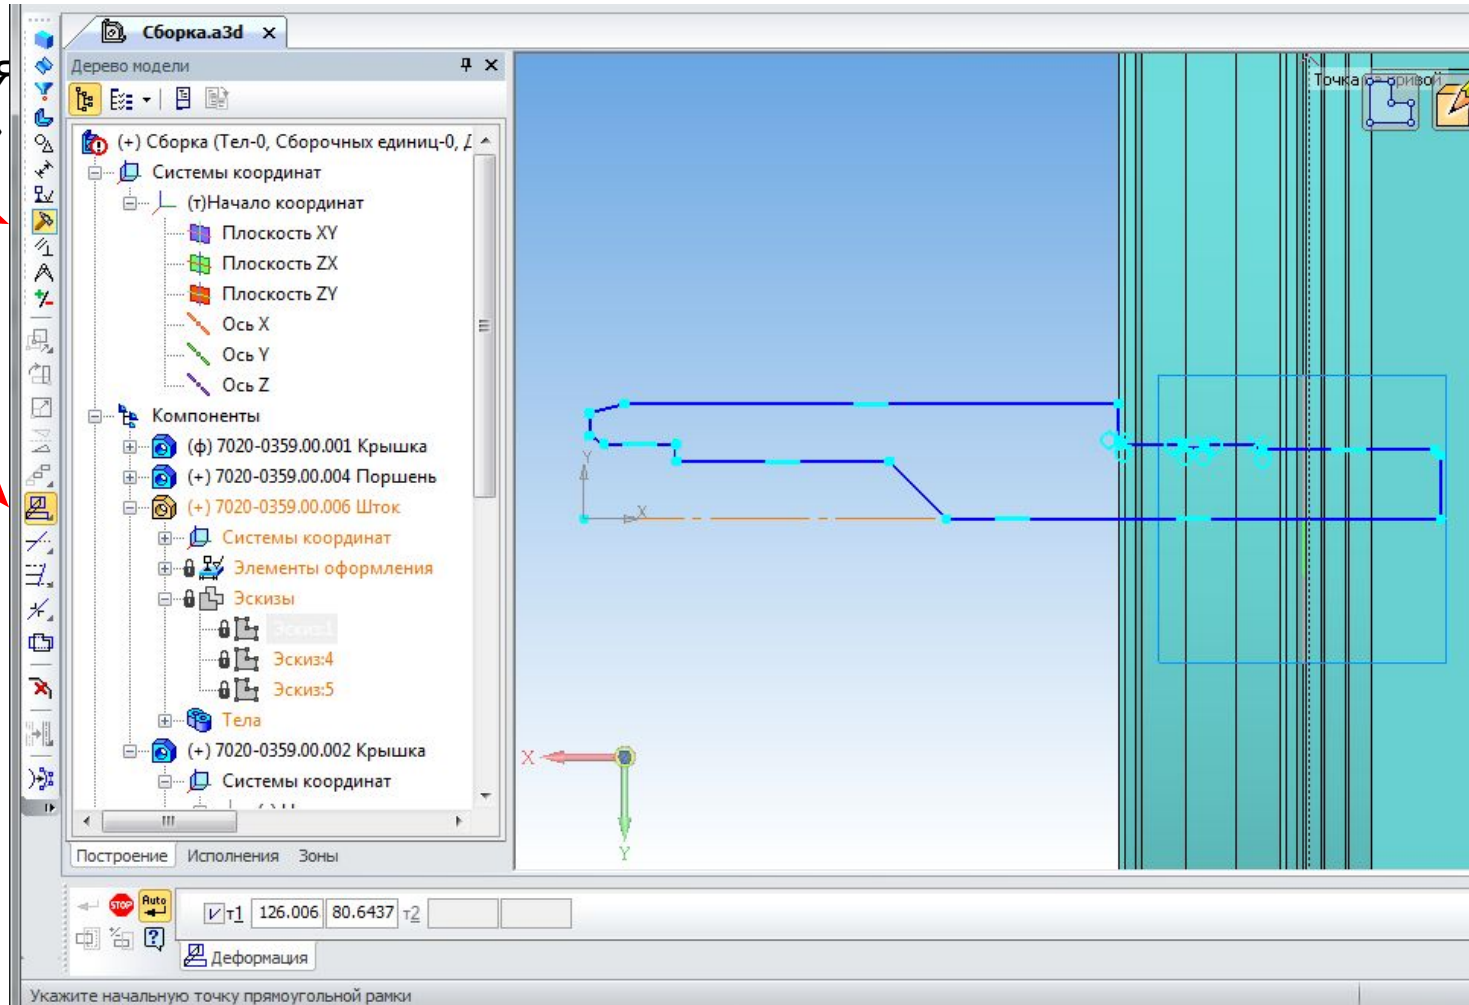 Сборка.a3d
Дерево модели
(+) Сборка (Тел-0, Сборочных единиц-0, Д
Системы координат
(т)Начало координат
Плоскость XY
Плоскость ZX
Плоскость ZY
Ось X
Ось Y
Ось Z
Компоненты
(ф) 7020-0359.00.001 Крышка
(+) 7020-0359.00.004 Поршень
(+) 7020-0359.00.006 Шток
Системы координат
Элементы оформления
Эскизы
Эскиз:1
Эскиз:4
Эскиз:5
Тела
(+) 7020-0359.00.002 Крышка
Системы координат
Построение Исполнения Зоны
Точка на кривой
Y
X
X
Y
STOP Auto
т1 126.006 80.6437 т2
Деформация
Укажите начальную точку прямоугольной рамки